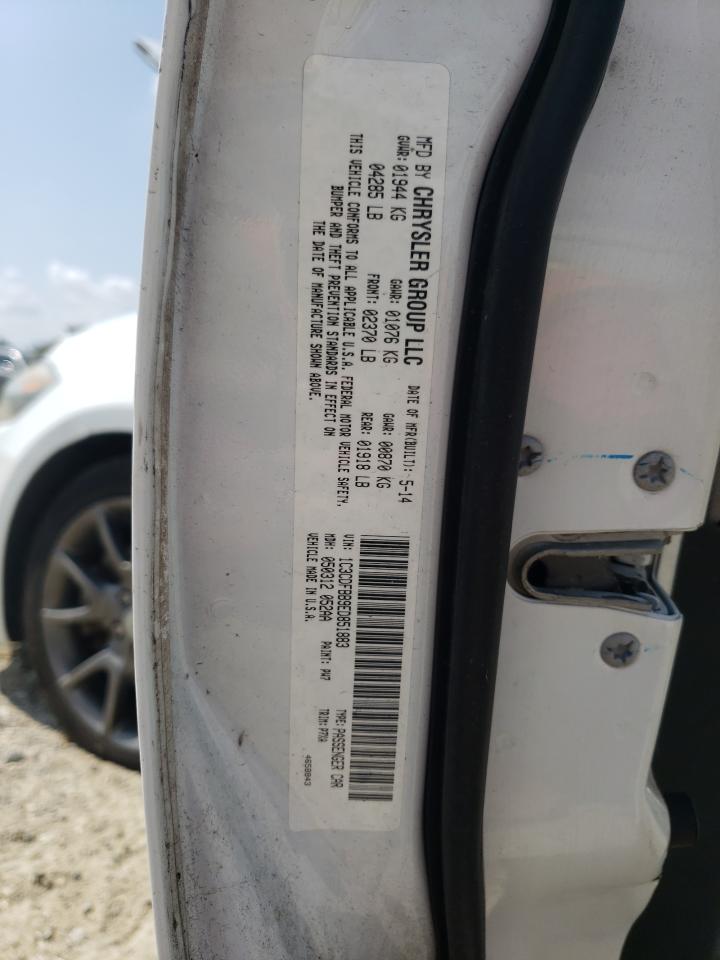 MFD BY CHRYSLER GROUP LLC DATE OF MFR(BUILT): 5-14
GVWR: 01944 KG GAWR: 01076 KG GAWR: 00870 KG
04285 LB FRONT: 02370 LB REAR: 01918 LB
THIS VEHICLE CONFORMS TO ALL APPLICABLE U.S.A. FEDERAL MOTOR VEHICLE SAFETY,
BUMPER AND THEFT PREVENTION STANDARDS IN EFFECT ON
THE DATE OF MANUFACTURE SHOWN ABOVE.
VIN: 1C3CDFBB9ED851883 TYPE: PASSENGER CAR
MDH: 050312 052AA PAINT: PW7 TRIM:
VEHICLE MADE IN U.S.A. 4658843